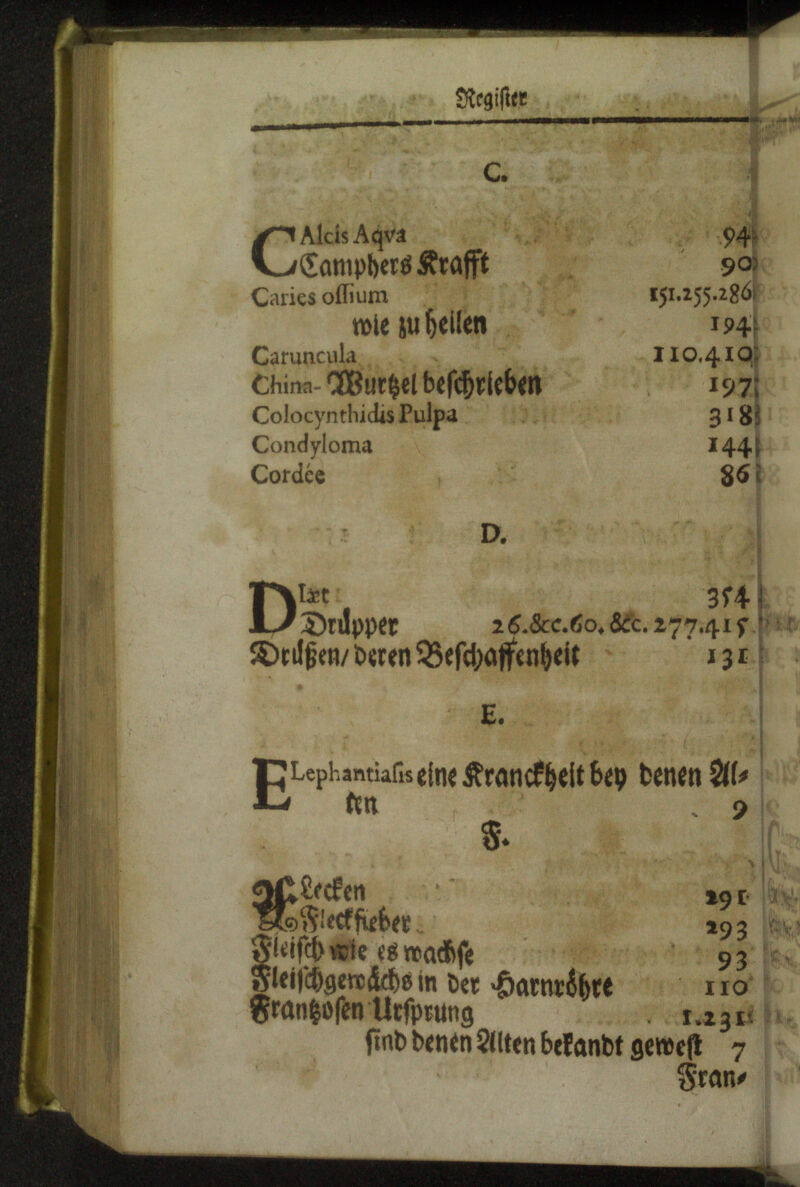 Register
C.
CAlcis Aqva 94
Camphers Krafft 90
Caries ossium 151.255.286
wie zu heilen 194
Caruncula 110.410
China-Wurtzel beschrieben 197
Colocynthidis Pulpa 318
Condyloma 144
Cordée 86
D.
Diæt 354
Drüpper 26.&c.60.&c.277.415
Drüßen/ deren Beschaffenheit 131
E.
ELephantiasis eine Kranckheit bey denen Al-
ten 9
F.
FLecken 291
Fleckfieber 293
Fleisch wie es wachse 93
Fleischgewächs in der Harnröhre 110
Frantzosen Ursprung 1.231
sind denen Alten bekandt gewest 7
Fran-